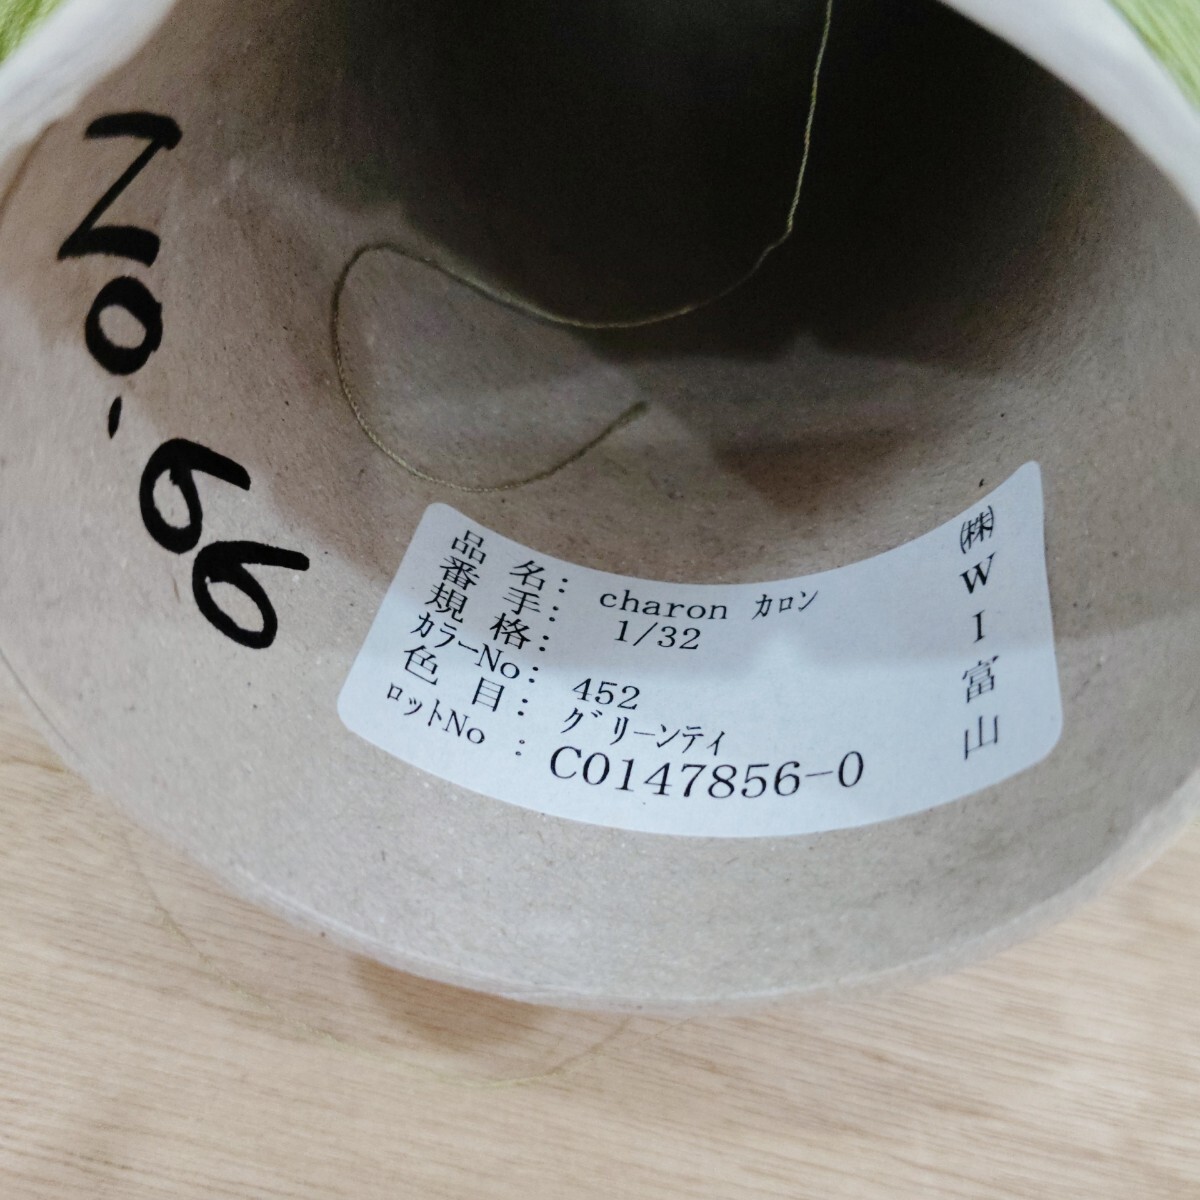 No.66
品 名: charon カロン
番 手: 1/32
規 格:
カラーNo: 452
色 目: グリーンティ
ロットNo : C0147856-0
㈱WI富山